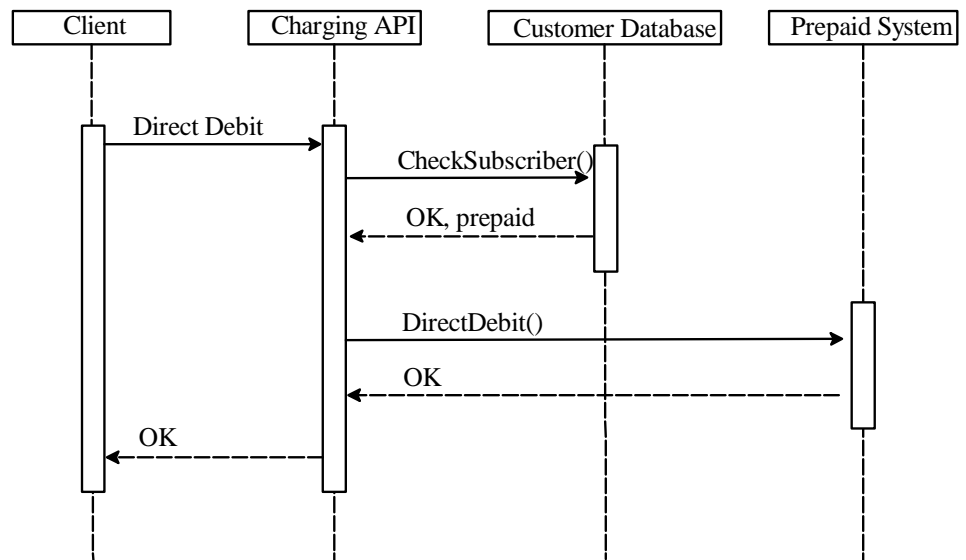 Client
Charging API
Customer Database
Prepaid System
Direct Debit
CheckSubscriber()
OK, prepaid
DirectDebit()
OK
OK